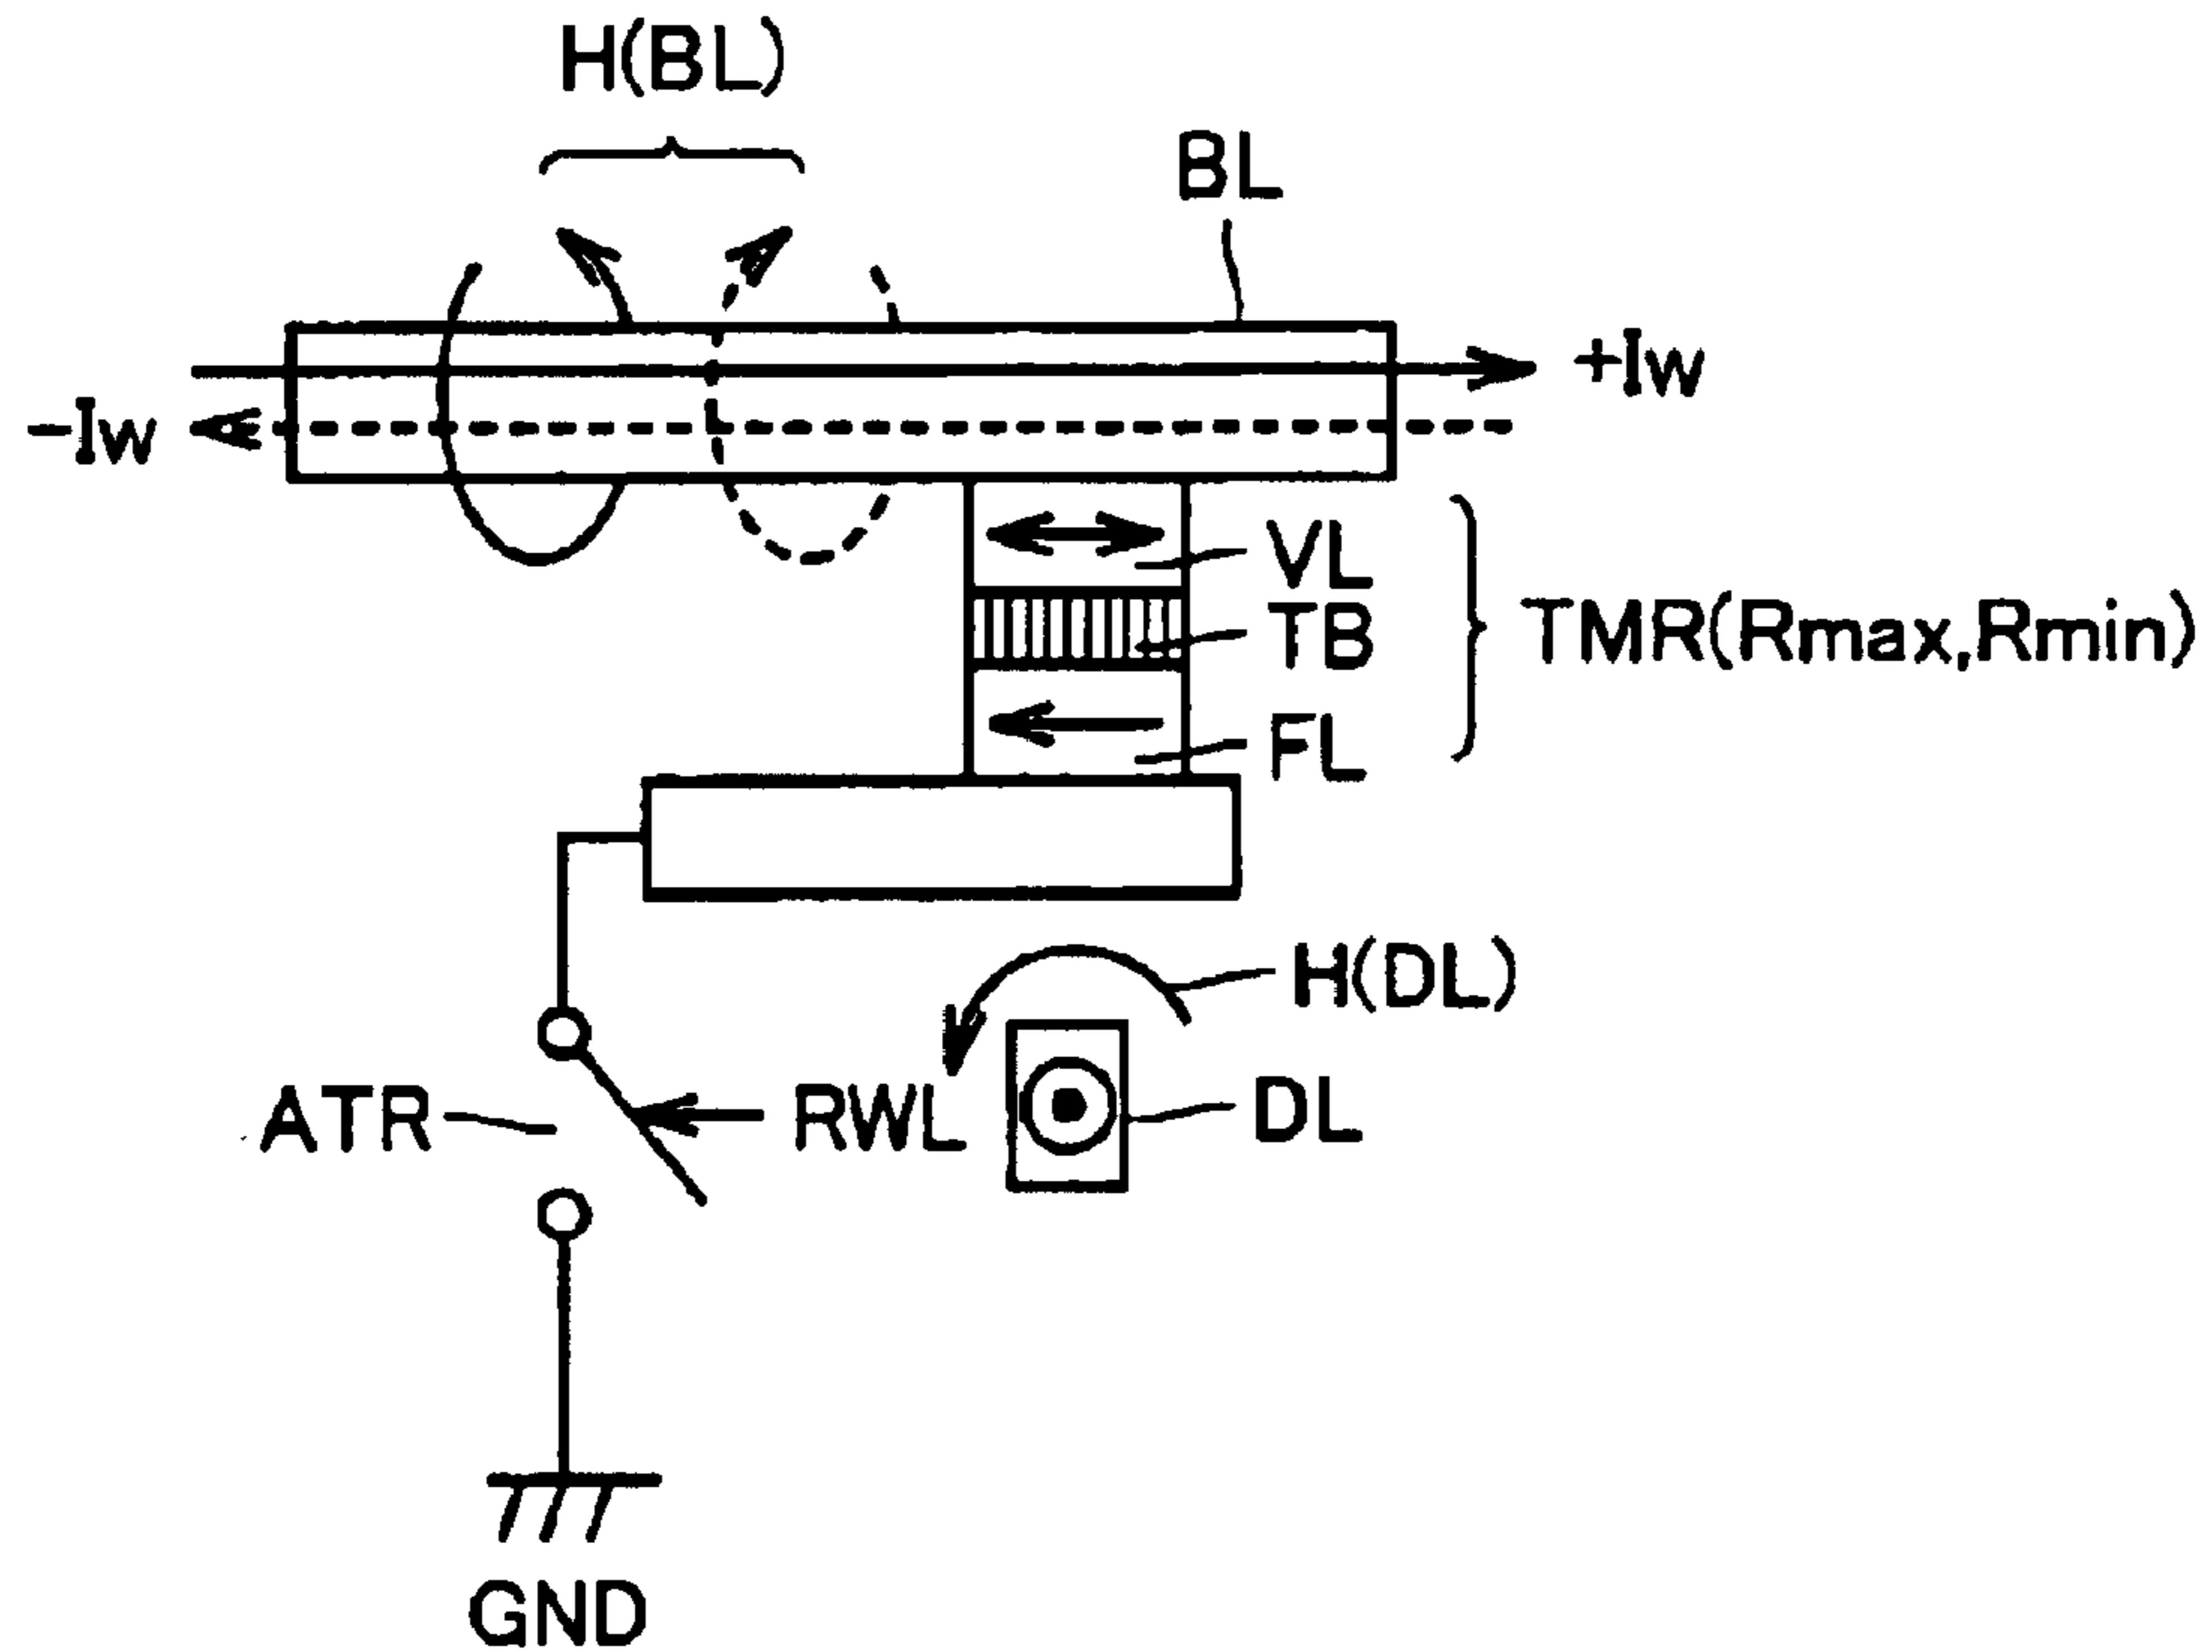 H(BL)
BL
+Iw
-Iw
VL
TB
TMR(Rmax,Rmin)
FL
H(DL)
ATR
RWL
DL
GND